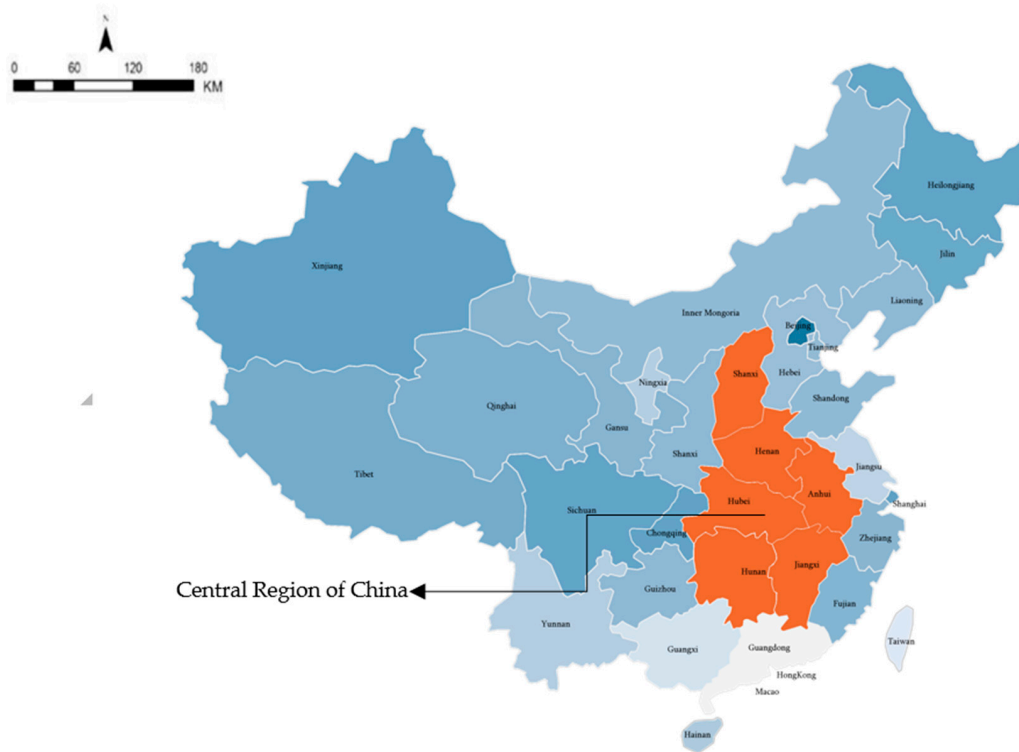 N
0 60 120 180
KM
Heilongjiang
Jilin
Xinjiang
Liaoning
Inner Mongoria
Beijing
Tianjing
Hebei
Shanxi
Ningxia
Shandong
Qinghai
Gansu
Henan
Shanxi
Jiangsu
Tibet
Hubei
Anhui
Shanghai
Sichuan
Chongqing
Zhejiang
Jiangxi
Hunan
Central Region of China
Guizhou
Fujian
Yunnan
Taiwan
Guangxi
Guangdong
HongKong
Macao
Hainan